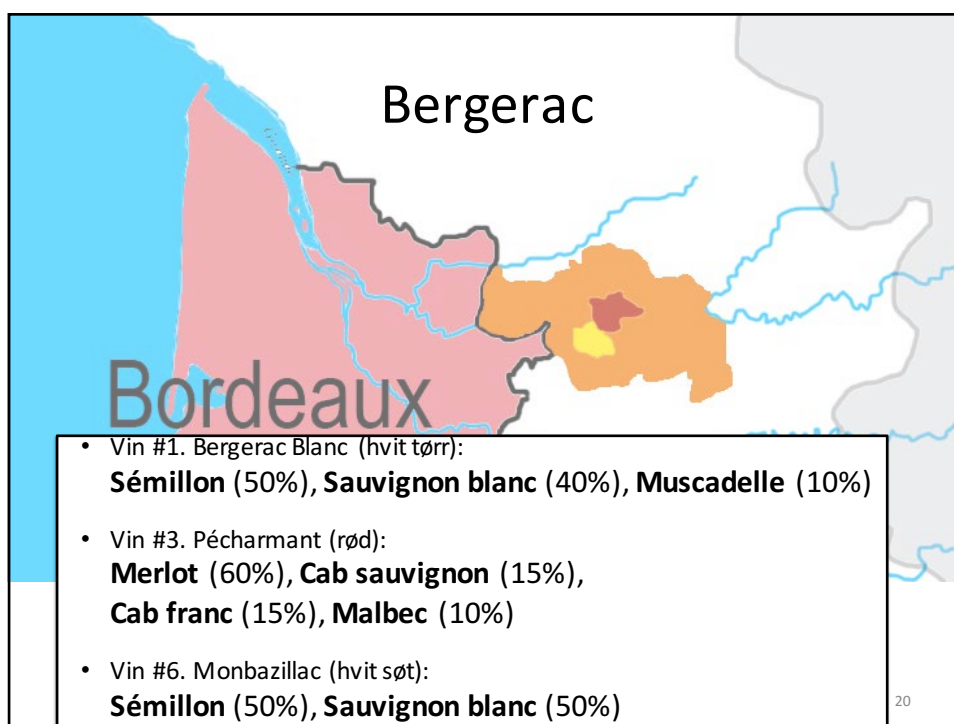 Bergerac
Bordeaux
• Vin #1. Bergerac Blanc (hvit tørr):
Sémillon (50%), Sauvignon blanc (40%), Muscadelle (10%)
• Vin #3. Pécharmant (rød):
Merlot (60%), Cab sauvignon (15%),
Cab franc (15%), Malbec (10%)
• Vin #6. Monbazillac (hvit søt):
Sémillon (50%), Sauvignon blanc (50%)
20